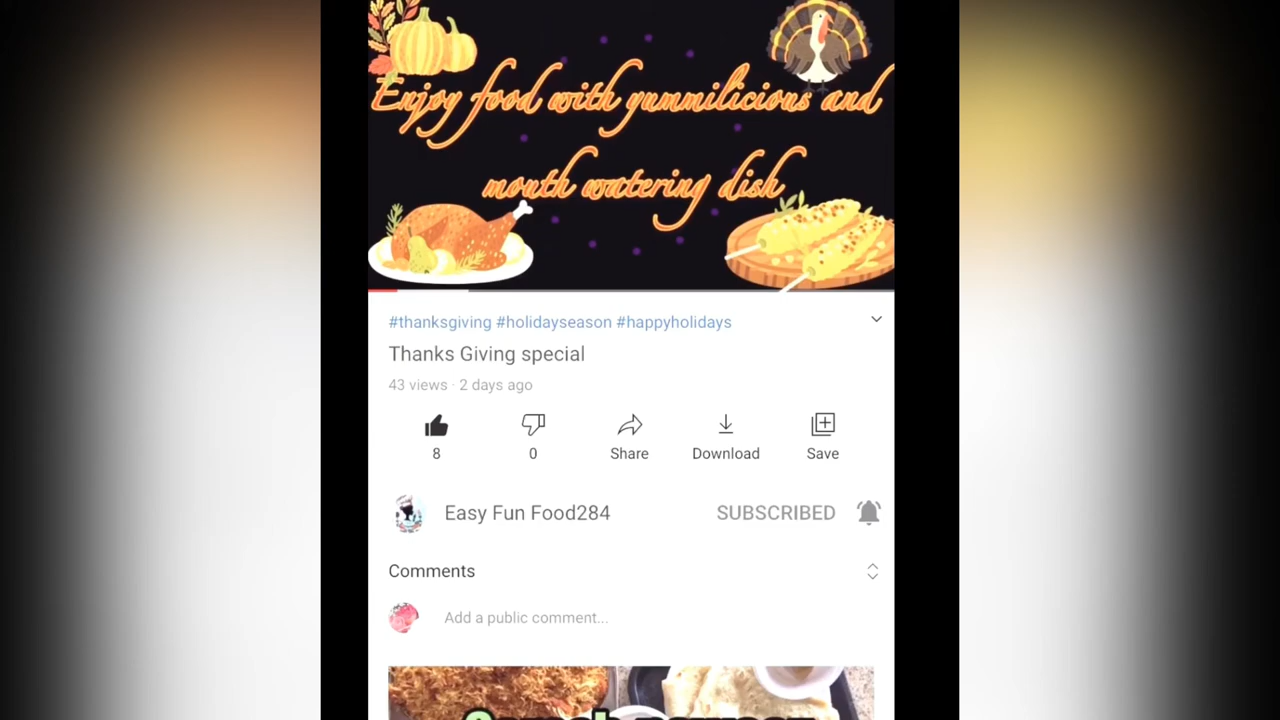 Enjoy food with yummilicious and
mouth watering dish
#thanksgiving #holidayseason #happyholidays
Thanks Giving special
43 views · 2 days ago
8
0
Share
Download
Save
Easy Fun Food284
SUBSCRIBED
Comments
Add a public comment...